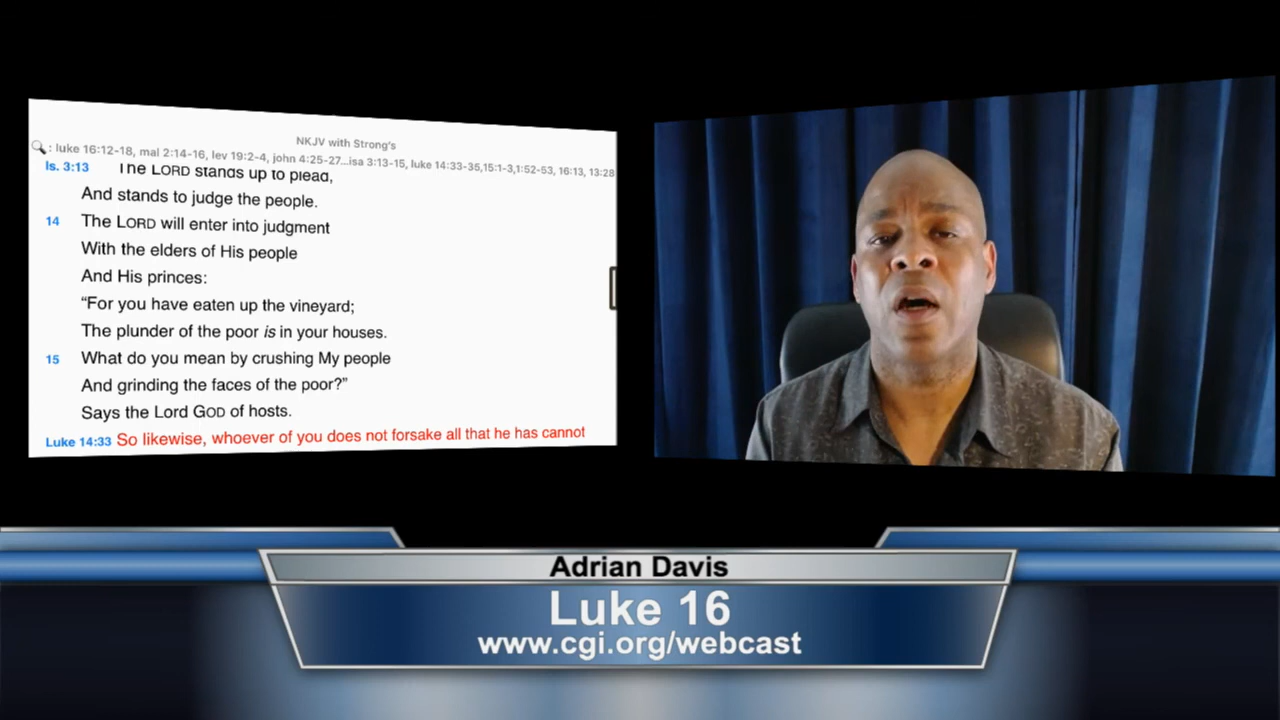 NKJV with Strong's
: luke 16:12-18, mal 2:14-16, lev 19:2-4, john 4:25-27...isa 3:13-15, luke 14:33-35,15:1-3,1:52-53, 16:13, 13:28
Is. 3:13 The LORD stands up to plead,
And stands to judge the people.
14 The LORD will enter into judgment
With the elders of His people
And His princes:
“For you have eaten up the vineyard;
The plunder of the poor is in your houses.
15 What do you mean by crushing My people
And grinding the faces of the poor?”
Says the Lord GOD of hosts.
Luke 14:33 So likewise, whoever of you does not forsake all that he has cannot
Adrian Davis
Luke 16
www.cgi.org/webcast